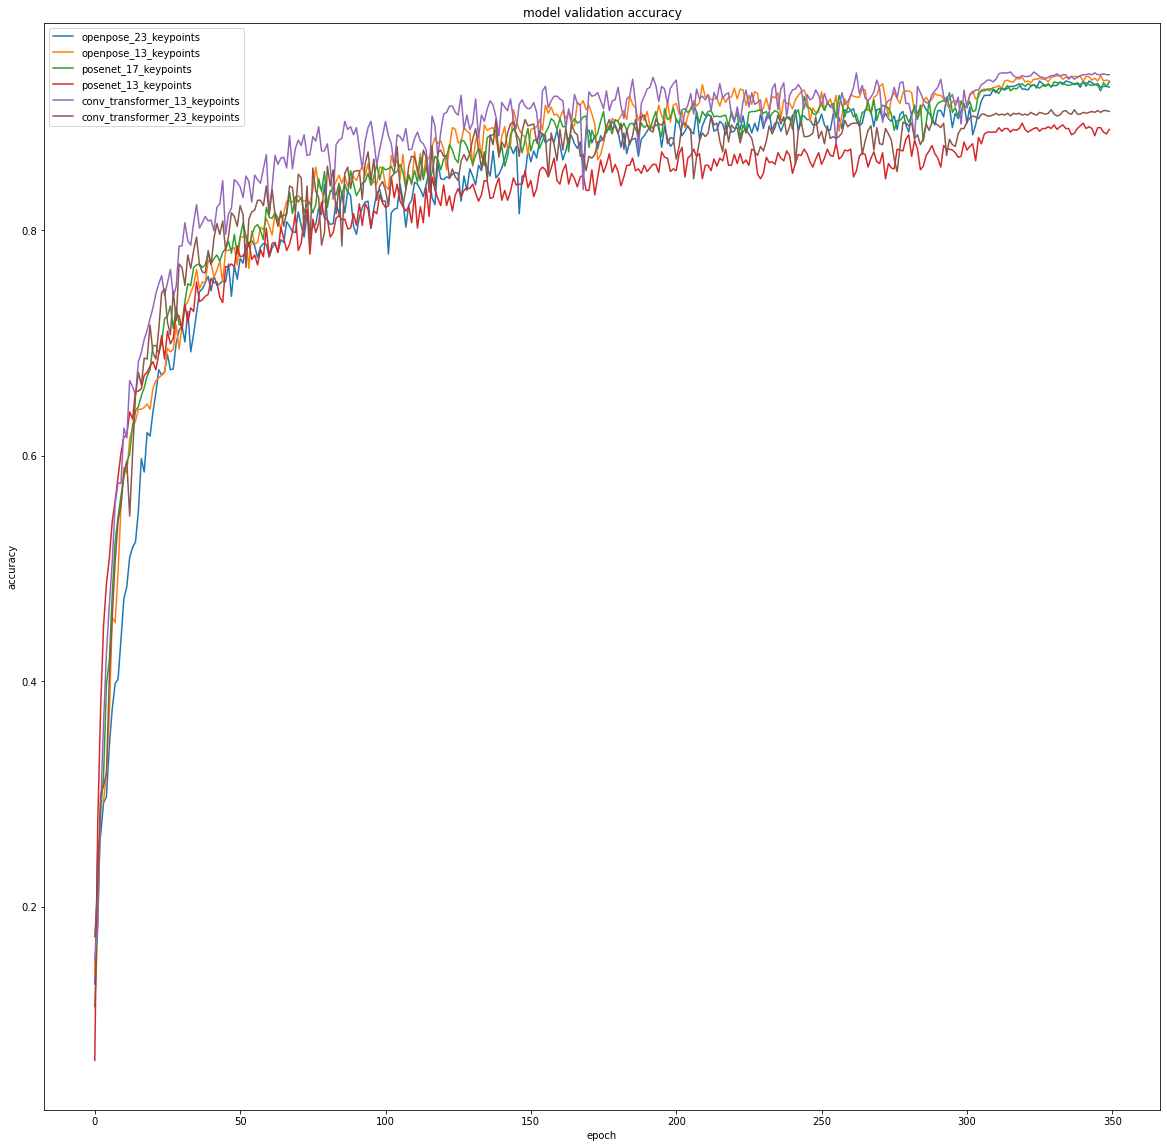 model validation accuracy
openpose_23_keypoints
openpose_13_keypoints
posenet_17_keypoints
posenet_13_keypoints
conv_transformer_13_keypoints
conv_transformer_23_keypoints
accuracy
0.8
0.6
0.4
0.2
0 50 100 150 200 250 300 350
epoch